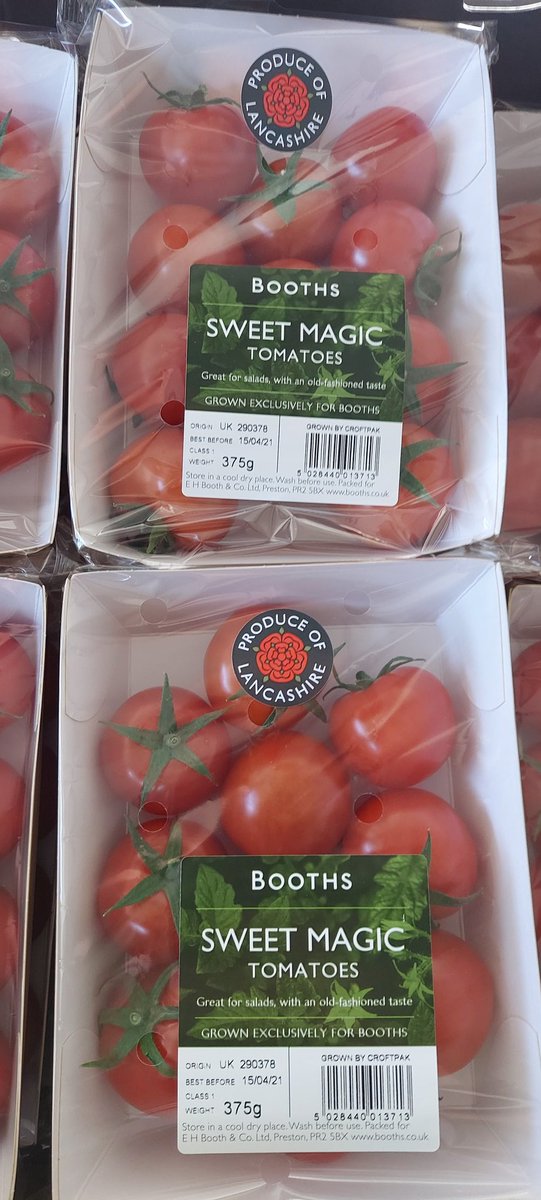 PRODUCE OF
LANCASHIRE
BOOTHS
SWEET MAGIC
TOMATOES
Great for salads, with an old-fashioned taste
GROWN EXCLUSIVELY FOR BOOTHS
ORIGIN UK 290378
BEST BEFORE 15/04/21
CLASS 1
WEIGHT 375g
GROWN BY CROFTPAK
5 028440 013713
Store in a cool dry place. Wash before use. Packed for
E H Booth & Co. Ltd, Preston, PR2 5BX www.booths.co.uk
PRODUCE OF
LANCASHIRE
BOOTHS
SWEET MAGIC
TOMATOES
Great for salads, with an old-fashioned taste
GROWN EXCLUSIVELY FOR BOOTHS
ORIGIN UK 290378
BEST BEFORE 15/04/21
CLASS 1
WEIGHT 375g
GROWN BY CROFTPAK
5 028440 013713
Store in a cool dry place. Wash before use. Packed for
E H Booth & Co. Ltd, Preston, PR2 5BX www.booths.co.uk